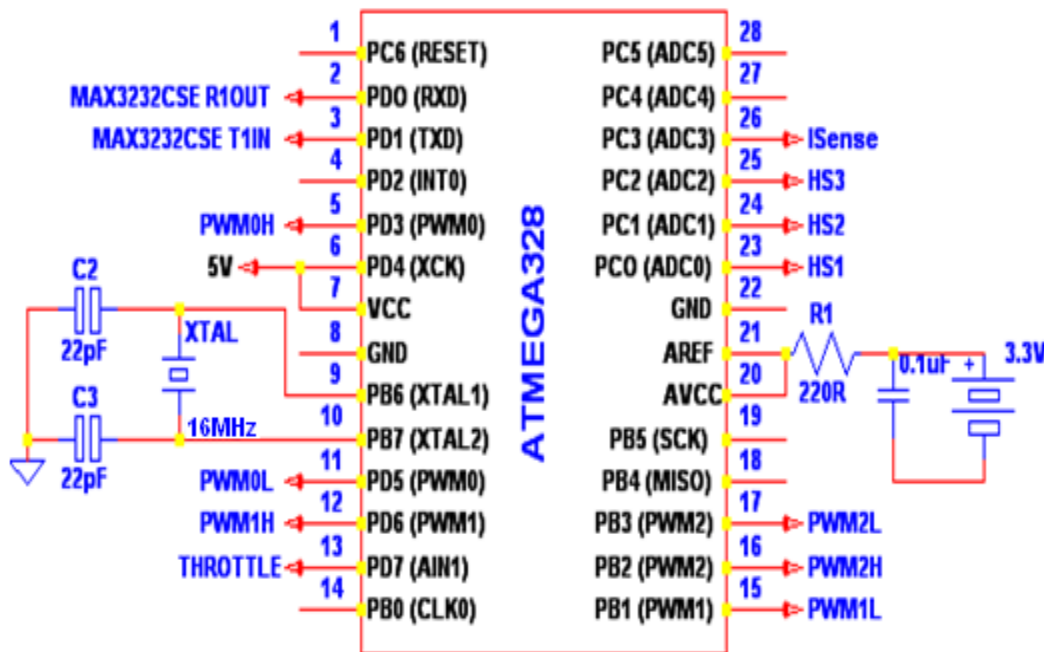 1
PC6 (RESET)
PC5 (ADC5)
28
MAX3232CSE R1OUT
2
PD0 (RXD)
PC4 (ADC4)
27
MAX3232CSE T1IN
3
PD1 (TXD)
PC3 (ADC3)
26
ISense
4
PD2 (INT0)
PC2 (ADC2)
25
HS3
PWM0H
5
PD3 (PWM0)
PC1 (ADC1)
24
HS2
5V
6
PD4 (XCK)
PC0 (ADC0)
23
HS1
7
VCC
GND
22
8
GND
AREF
21
R1
220R
0.1uF
+
3.3V
9
PB6 (XTAL1)
AVCC
20
10
PB7 (XTAL2)
PB5 (SCK)
19
C2
22pF
XTAL
16MHz
C3
22pF
PWM0L
11
PD5 (PWM0)
PB4 (MISO)
18
PWM1H
12
PD6 (PWM1)
PB3 (PWM2)
17
PWM2L
THROTTLE
13
PD7 (AIN1)
PB2 (PWM2)
16
PWM2H
14
PB0 (CLK0)
PB1 (PWM1)
15
PWM1L
ATMEGA328